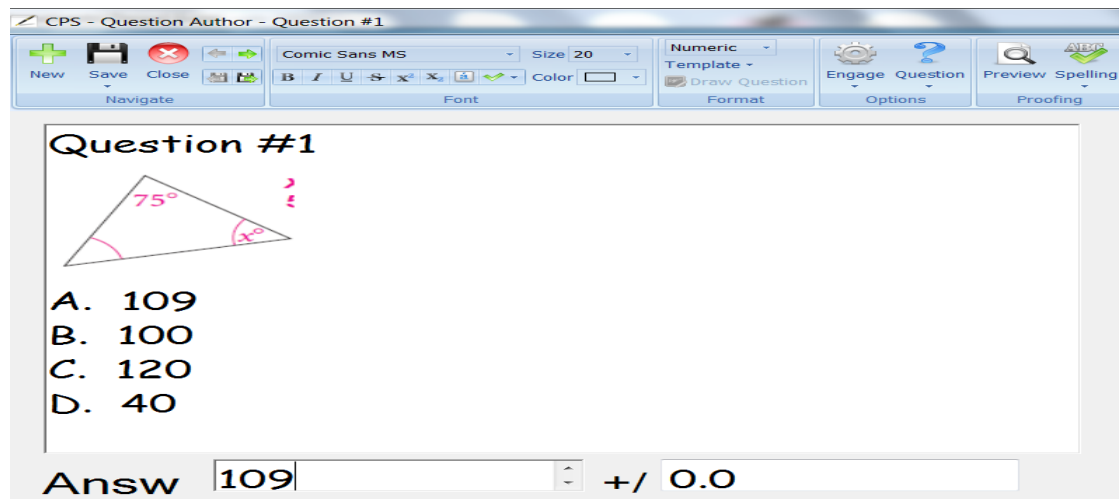 CPS - Question Author - Question #1
Comic Sans MS Size 20 Numeric
Template
New Save Close B I U S x² X₂ a Color Draw Question Engage Question Preview Spelling
Navigate Font Format Options Proofing
Question #1
75°
x°
A. 109
B. 100
C. 120
D. 40
Answ 109 +/ 0.0